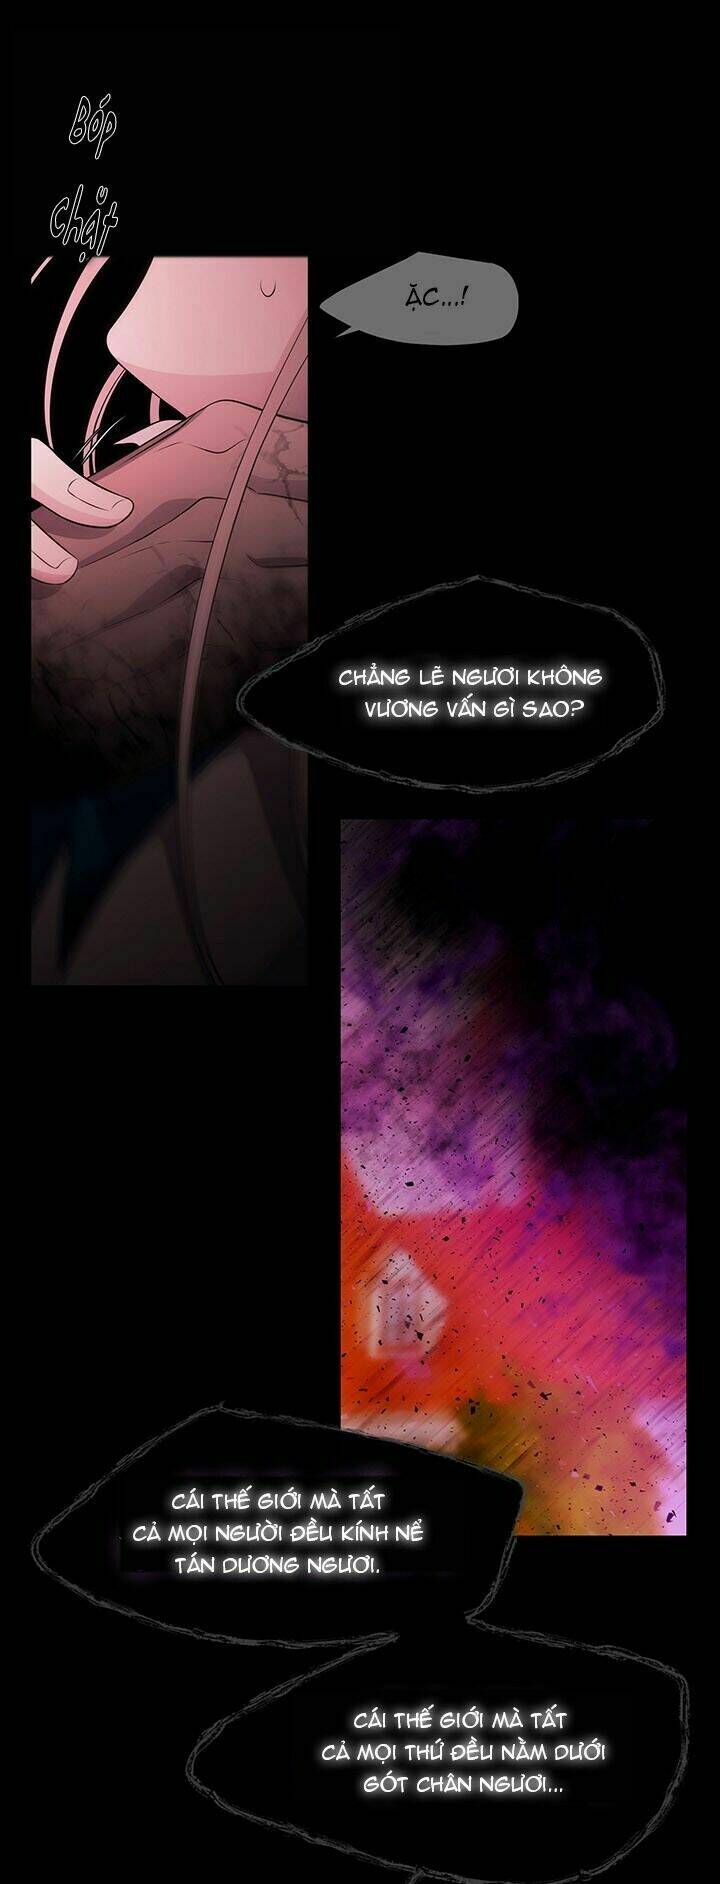 Bóp
chặt
ẶC...!
CHẲNG LẼ NGƯƠI KHÔNG
VƯƠNG VẤN GÌ SAO?
CÁI THẾ GIỚI MÀ TẤT
CẢ MỌI NGƯỜI ĐỀU KÍNH NỂ
TÁN DƯƠNG NGƯƠI.
CÁI THẾ GIỚI MÀ TẤT
CẢ MỌI THỨ ĐỀU NẰM DƯỚI
GÓT CHÂN NGƯƠI...